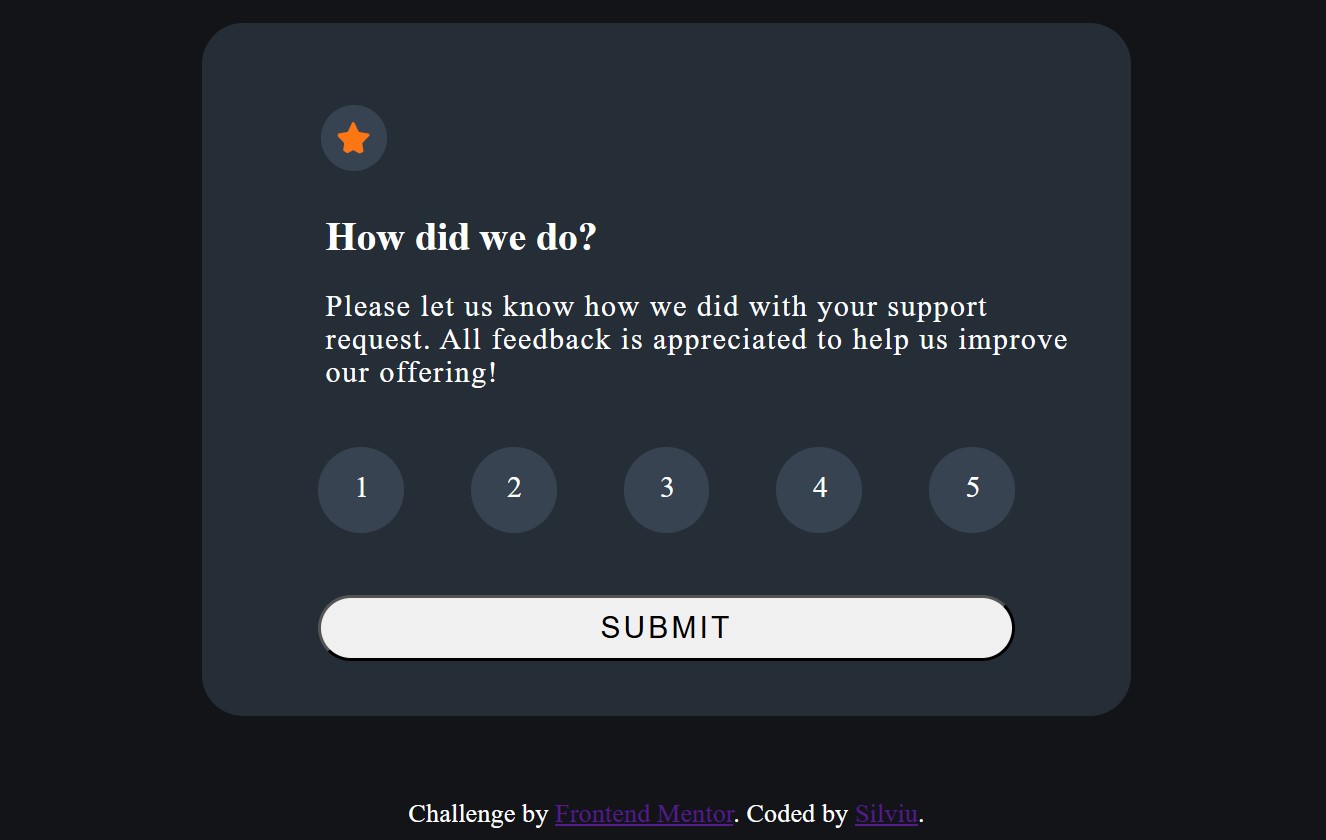 How did we do?
Please let us know how we did with your support
request. All feedback is appreciated to help us improve
our offering!
1 2 3 4 5
SUBMIT
Challenge by Frontend Mentor. Coded by Silviu.